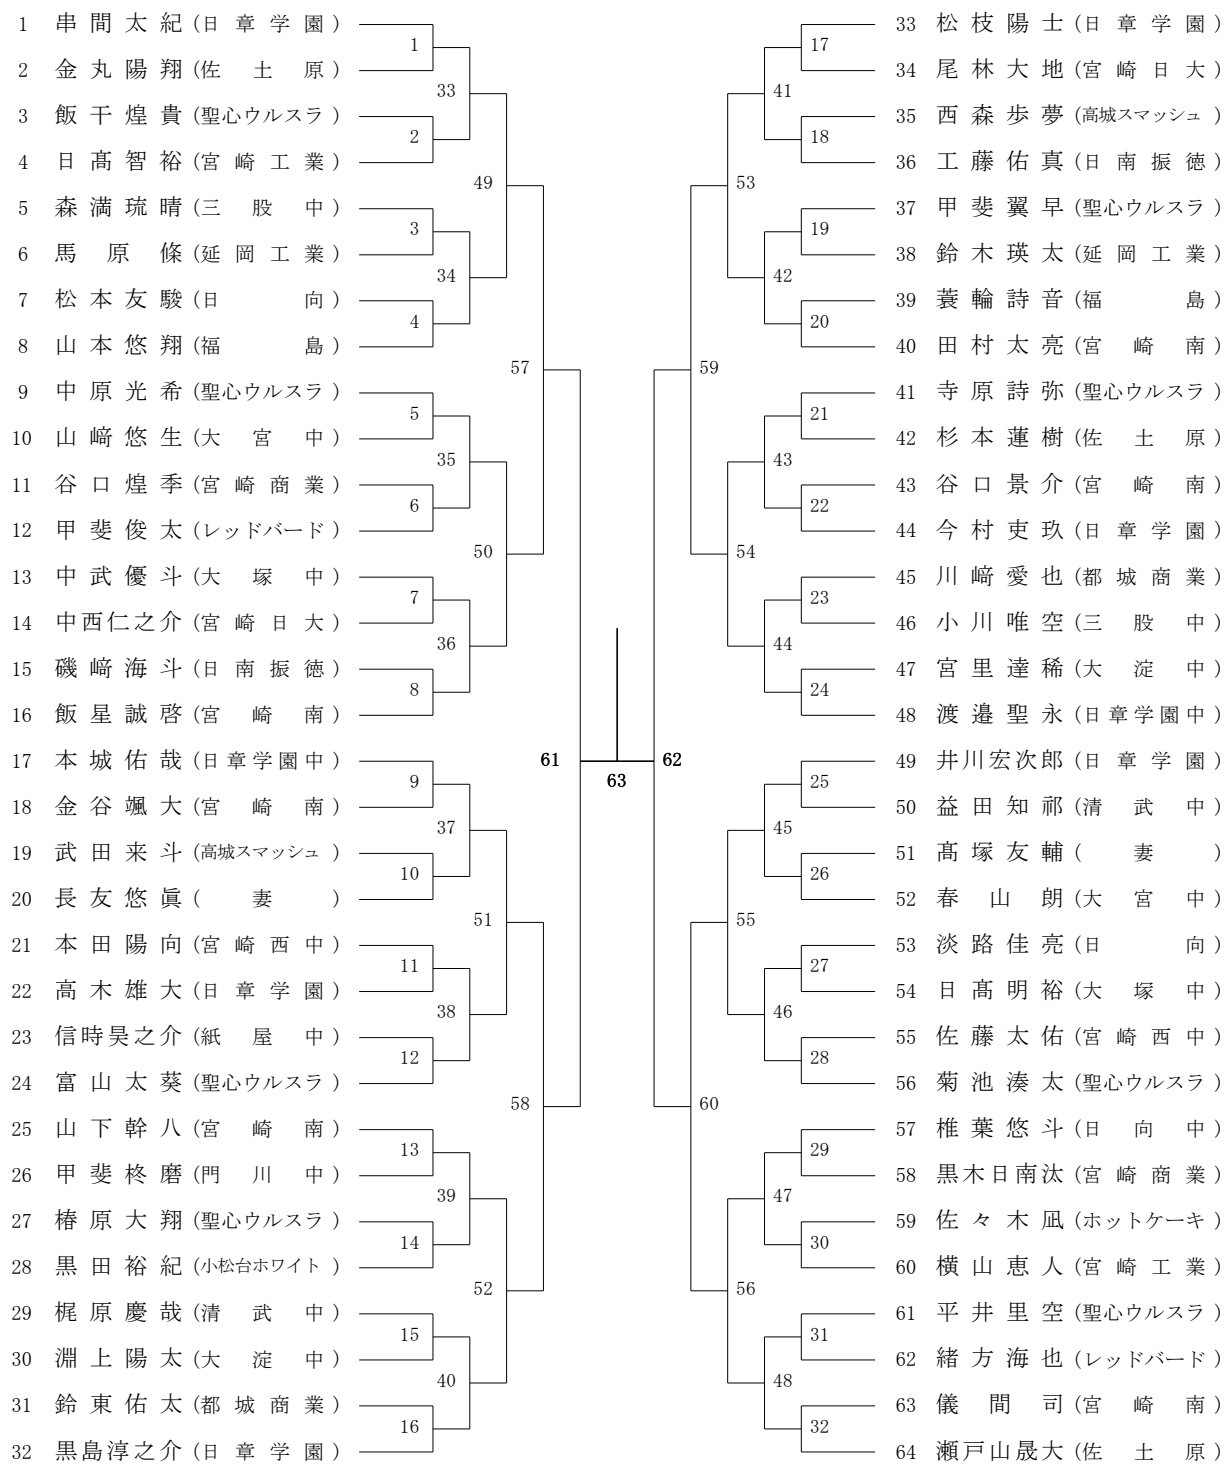 1 串間太紀 (日章学園)
2 金丸陽翔 (佐土原)
3 飯干煌貴 (聖心ウルスラ)
4 日髙智裕 (宮崎工業)
5 森満琉晴 (三股中)
6 馬原條 (延岡工業)
7 松本友駿 (日向)
8 山本悠翔 (福島)
9 中原光希 (聖心ウルスラ)
10 山﨑悠生 (大宮中)
11 谷口煌季 (宮崎商業)
12 甲斐俊太 (レッドバード)
13 中武優斗 (大塚中)
14 中西仁之介 (宮崎日大)
15 磯﨑海斗 (日南振徳)
16 飯星誠啓 (宮崎南)
17 本城佑哉 (日章学園中)
18 金谷颯大 (宮崎南)
19 武田来斗 (高城スマッシュ)
20 長友悠眞 (妻)
21 本田陽向 (宮崎西中)
22 高木雄大 (日章学園)
23 信時昊之介 (紙屋中)
24 富山太葵 (聖心ウルスラ)
25 山下幹八 (宮崎南)
26 甲斐柊磨 (門川中)
27 椿原大翔 (聖心ウルスラ)
28 黒田裕紀 (小松台ホワイト)
29 梶原慶哉 (清武中)
30 淵上陽太 (大淀中)
31 鈴東佑太 (都城商業)
32 黒島淳之介 (日章学園)
1
2
3
4
5
6
7
8
9
10
11
12
13
14
15
16
33
34
35
36
37
38
39
40
49
50
51
52
57
58
61
63
62
59
60
53
54
55
56
41
42
43
44
45
46
47
48
17
18
19
20
21
22
23
24
25
26
27
28
29
30
31
32
33 松枝陽士 (日章学園)
34 尾林大地 (宮崎日大)
35 西森歩夢 (高城スマッシュ)
36 工藤佑真 (日南振徳)
37 甲斐翼早 (聖心ウルスラ)
38 鈴木瑛太 (延岡工業)
39 蓑輪詩音 (福島)
40 田村太亮 (宮崎南)
41 寺原詩弥 (聖心ウルスラ)
42 杉本蓮樹 (佐土原)
43 谷口景介 (宮崎南)
44 今村吏玖 (日章学園)
45 川﨑愛也 (都城商業)
46 小川唯空 (三股中)
47 宮里達稀 (大淀中)
48 渡邉聖永 (日章学園中)
49 井川宏次郎 (日章学園)
50 益田知祁 (清武中)
51 髙塚友輔 (妻)
52 春山朗 (大宮中)
53 淡路佳亮 (日向)
54 日髙明裕 (大塚中)
55 佐藤太佑 (宮崎西中)
56 菊池湊太 (聖心ウルスラ)
57 椎葉悠斗 (日向中)
58 黒木日南汰 (宮崎商業)
59 佐々木凪 (ホットケーキ)
60 横山恵人 (宮崎工業)
61 平井里空 (聖心ウルスラ)
62 緒方海也 (レッドバード)
63 儀間司 (宮崎南)
64 瀬戸山晟大 (佐土原)